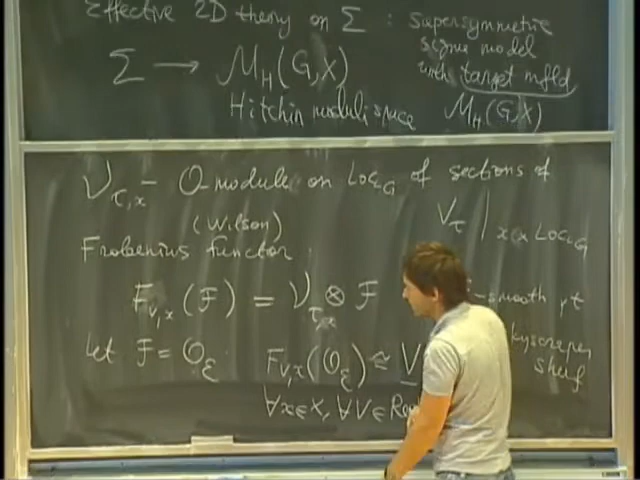 Effective 2D theory on Σ : supersymmetric
sigma model
with target mfld
Σ → M_H(G,X)
Hitchin moduli space
M_H(G,X)
V_{τ,x} – O-module on Loc_G of sections of
(Wilson)
V_τ |_{x × Loc_G}
Frobenius functor
F_{V,x}(F) = V_{τ,x} ⊗ F
-smooth pt
let F = O_ε
F_{V,x}(O_ε) ≅ V
skyscraper
sheaf
∀x∈X, ∀V∈Rep